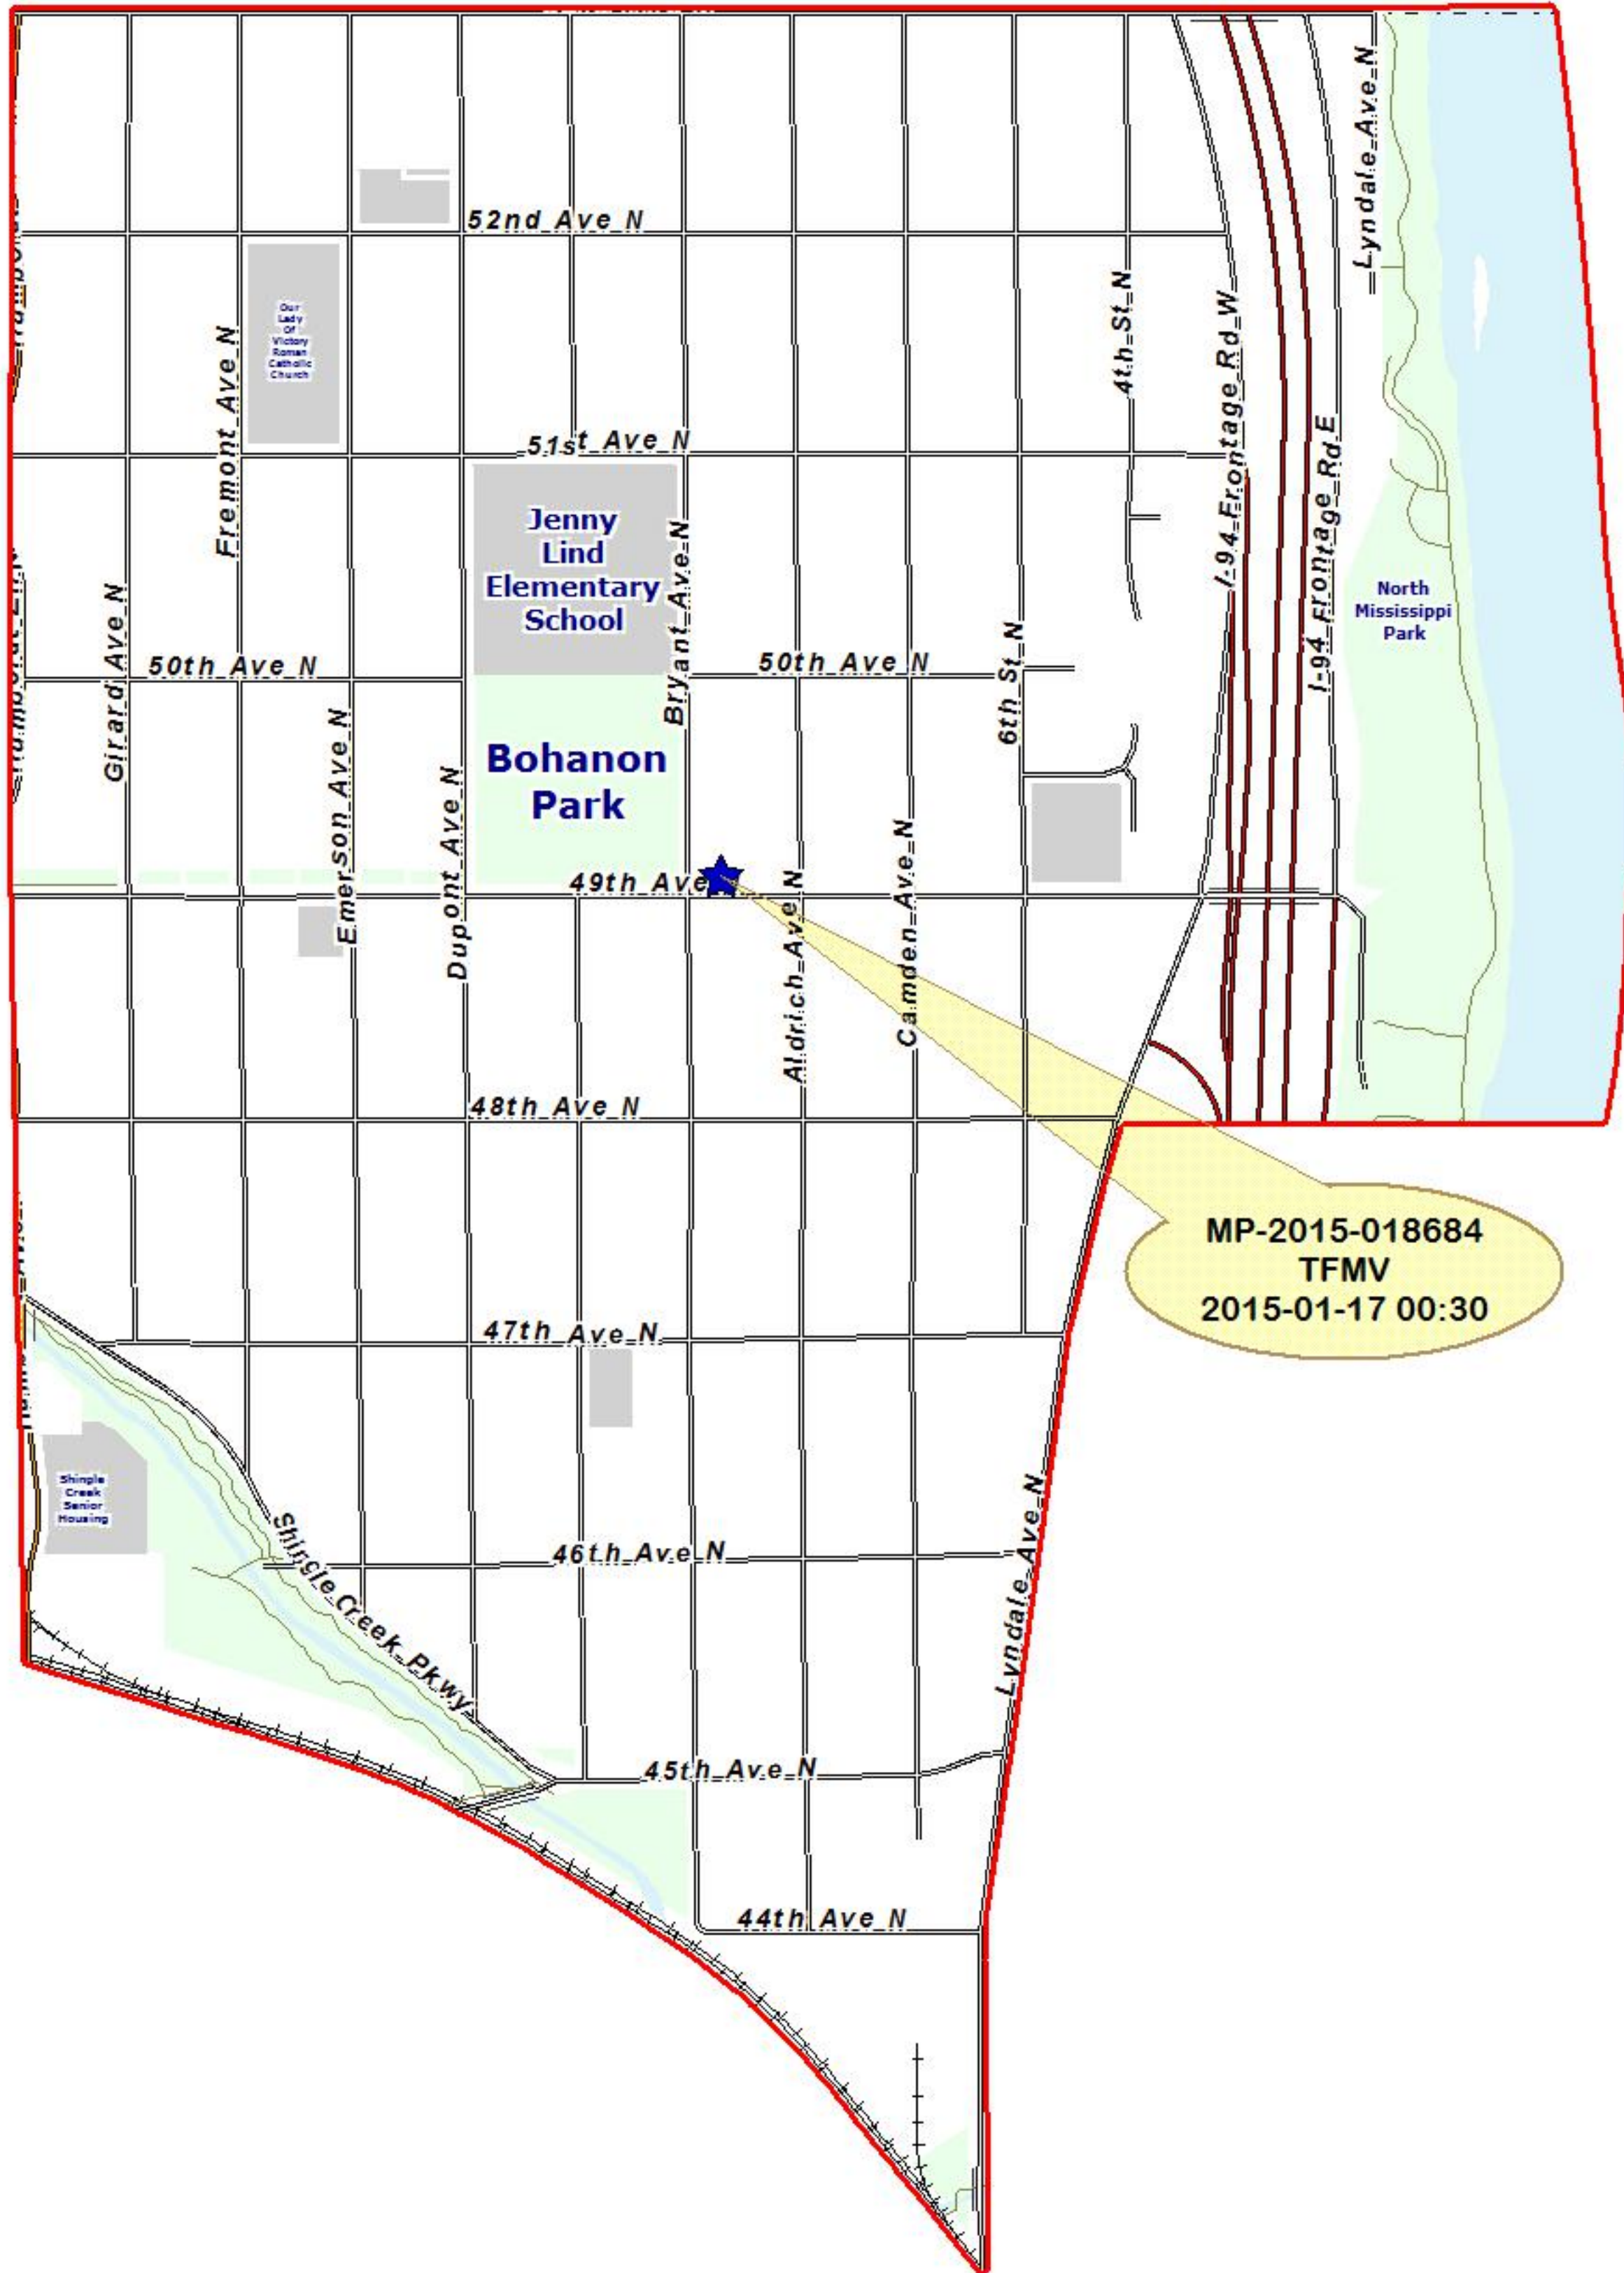 Lyndale Ave N
52nd Ave N
4th St N
I-94 Frontage Rd W
Our
Lady
Of
Victory
Roman
Catholic
Church
Fremont Ave N
51st Ave N
I-94 Frontage Rd E
Jenny
Lind
Elementary
School
Bryant Ave N
North
Mississippi
Park
Girard Ave N
50th Ave N
50th Ave N
6th St N
Emerson Ave N
Bohanon
Park
Dupont Ave N
49th Ave
Aldrich Ave N
Camden Ave N
48th Ave N
MP-2015-018684
TFMV
2015-01-17 00:30
47th Ave N
Shingle
Creek
Senior
Housing
Shingle Creek Pkwy
46th Ave N
Lyndale Ave N
45th Ave N
44th Ave N